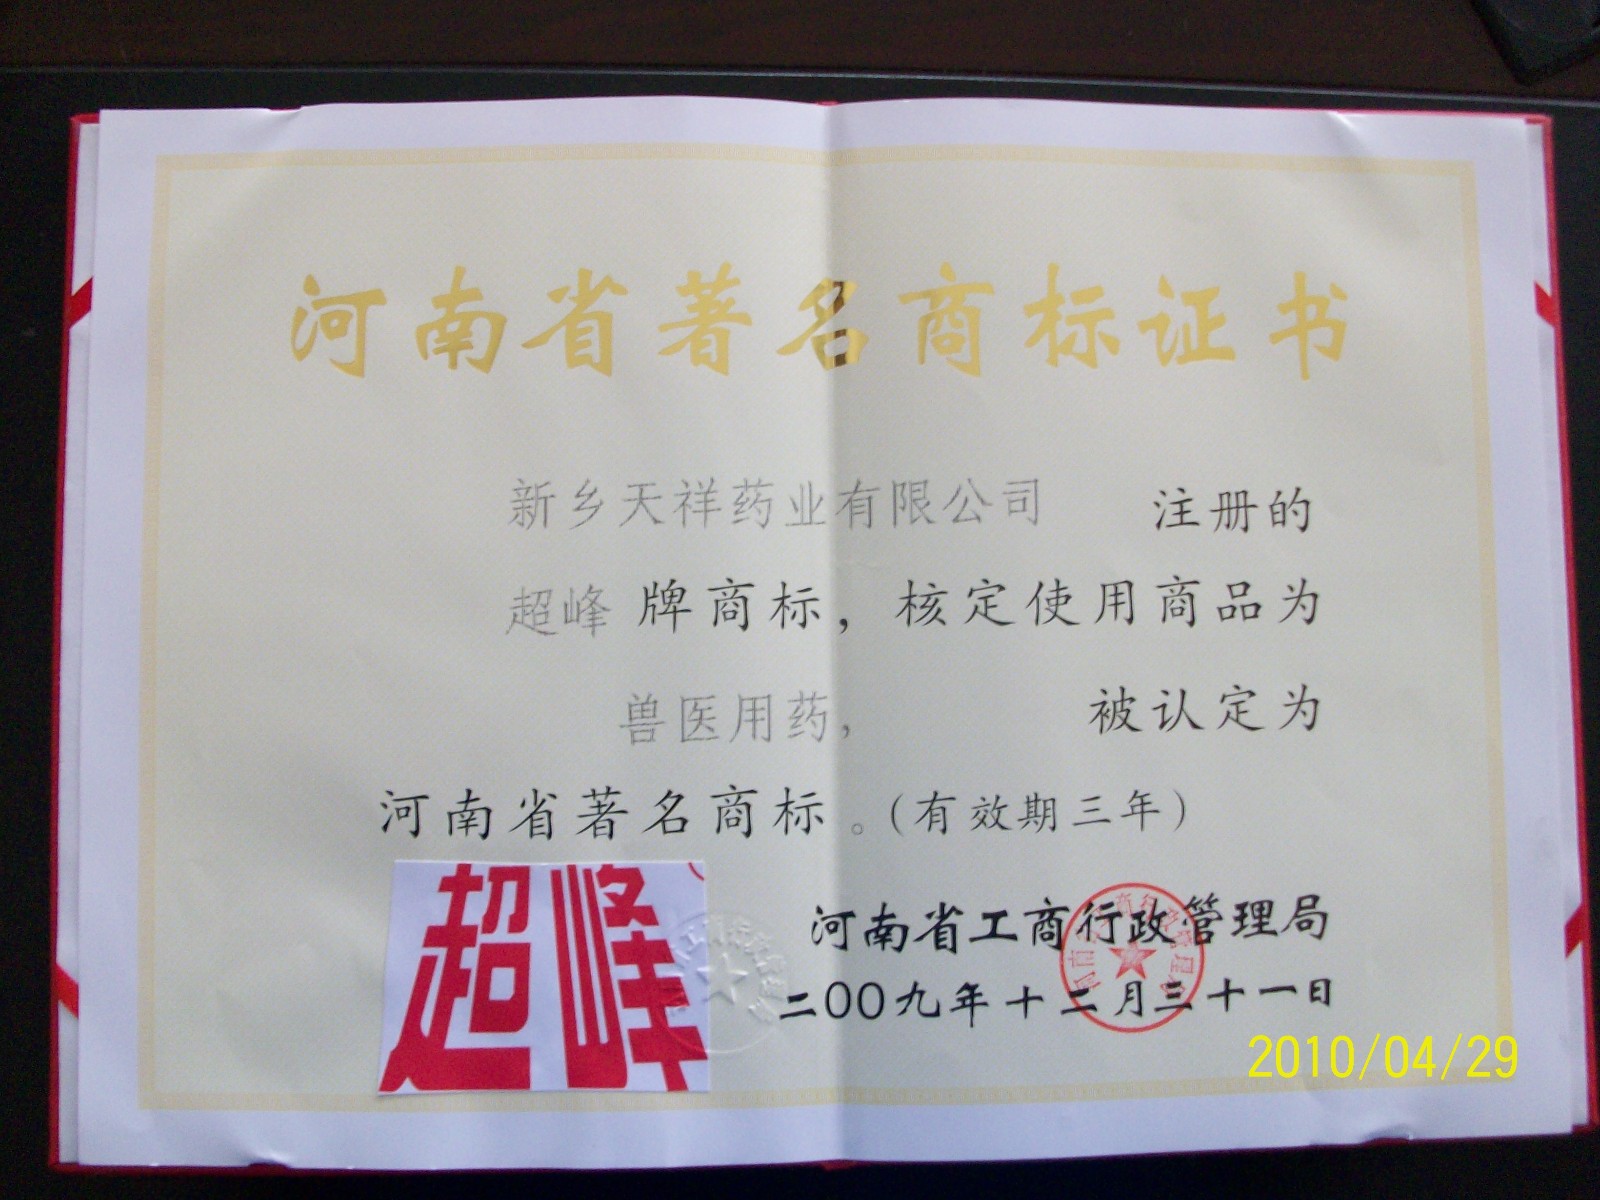 河南省著名商标证书
新乡天祥药业有限公司 注册的
超峰 牌商标，核定使用商品为
兽医用药， 被认定为
河南省著名商标。（有效期三年）
超峰
河南省工商行政管理局
二〇〇九年十二月三十一日
2010/04/29